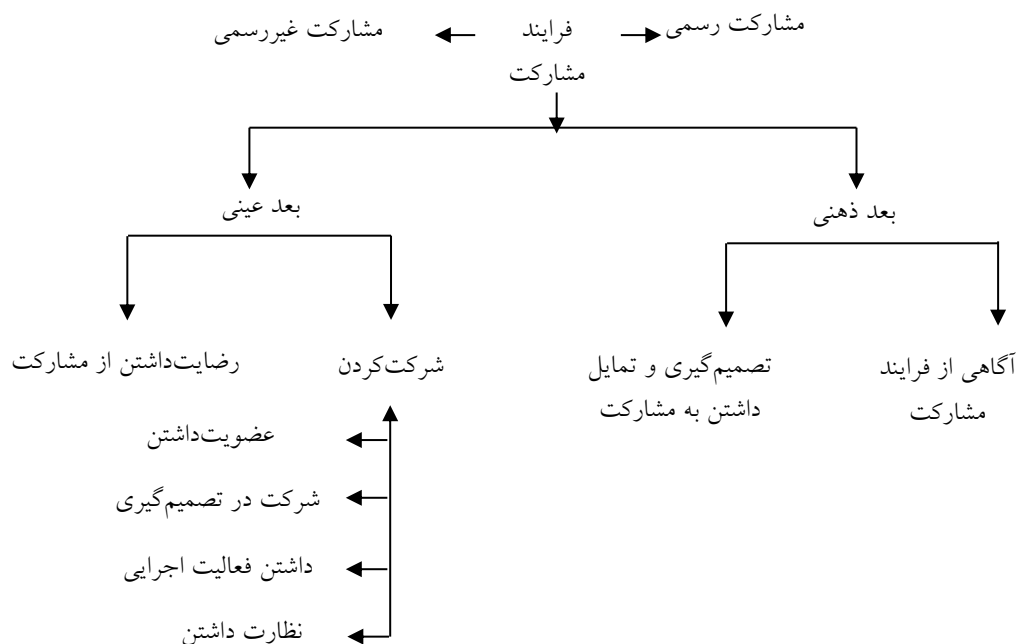 مشارکت رسمی
فرایند
مشارکت
مشارکت غیررسمی
بعد ذهنی
بعد عینی
آگاهی از فرایند
مشارکت
تصمیم‌گیری و تمایل
داشتن به مشارکت
شرکت‌کردن
رضایت‌داشتن از مشارکت
عضویت‌داشتن
شرکت در تصمیم‌گیری
داشتن فعالیت اجرایی
نظارت داشتن